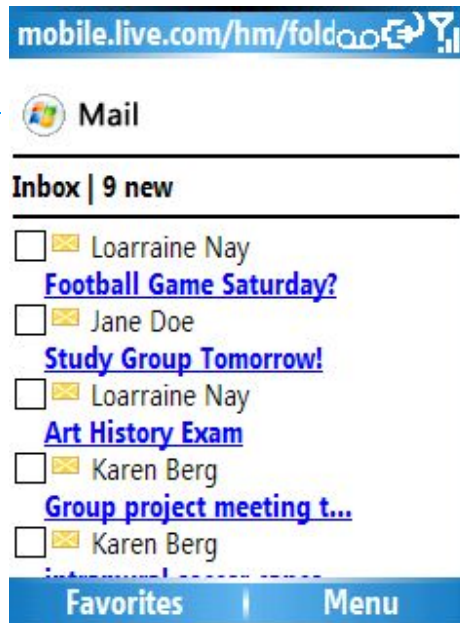 mobile.live.com/hm/fold
Mail
Inbox | 9 new
Loarraine Nay
Football Game Saturday?
Jane Doe
Study Group Tomorrow!
Loarraine Nay
Art History Exam
Karen Berg
Group project meeting t...
Karen Berg
Favorites
Menu